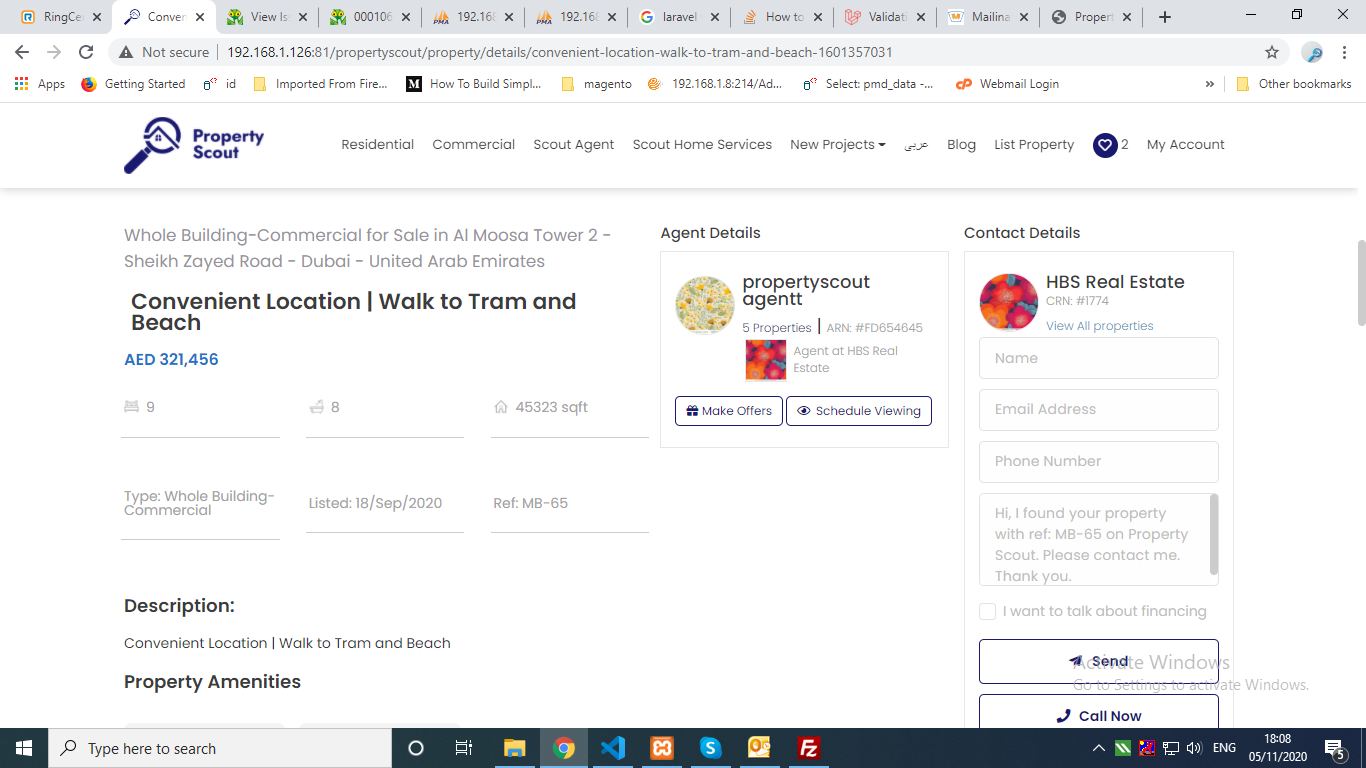 RingCe
Conven
View Iss
000106
192.168
192.168
laravel
How to
Validati
Mailina
Propert
Not secure
192.168.1.126:81/propertyscout/property/details/convenient-location-walk-to-tram-and-beach-1601357031
Apps
Getting Started
id
Imported From Fire...
How To Build Simpl...
magento
192.168.1.8:214/Ad...
Select: pmd_data -...
Webmail Login
»
Other bookmarks
Property
Scout
Residential
Commercial
Scout Agent
Scout Home Services
New Projects
عربى
Blog
List Property
2
My Account
Whole Building-Commercial for Sale in Al Moosa Tower 2 -
Sheikh Zayed Road - Dubai - United Arab Emirates
Convenient Location | Walk to Tram and
Beach
AED 321,456
9
8
45323 sqft
Type: Whole Building-
Commercial
Listed: 18/Sep/2020
Ref: MB-65
Description:
Convenient Location | Walk to Tram and Beach
Property Amenities
Agent Details
propertyscout
agentt
5 Properties | ARN: #FD654645
Agent at HBS Real
Estate
Make Offers
Schedule Viewing
Contact Details
HBS Real Estate
CRN: #1774
View All properties
Name
Email Address
Phone Number
Hi, I found your property
with ref: MB-65 on Property
Scout. Please contact me.
Thank you.
I want to talk about financing
Send
Call Now
Activate Windows
Go to Settings to activate Windows.
Type here to search
ENG
18:08
05/11/2020
5